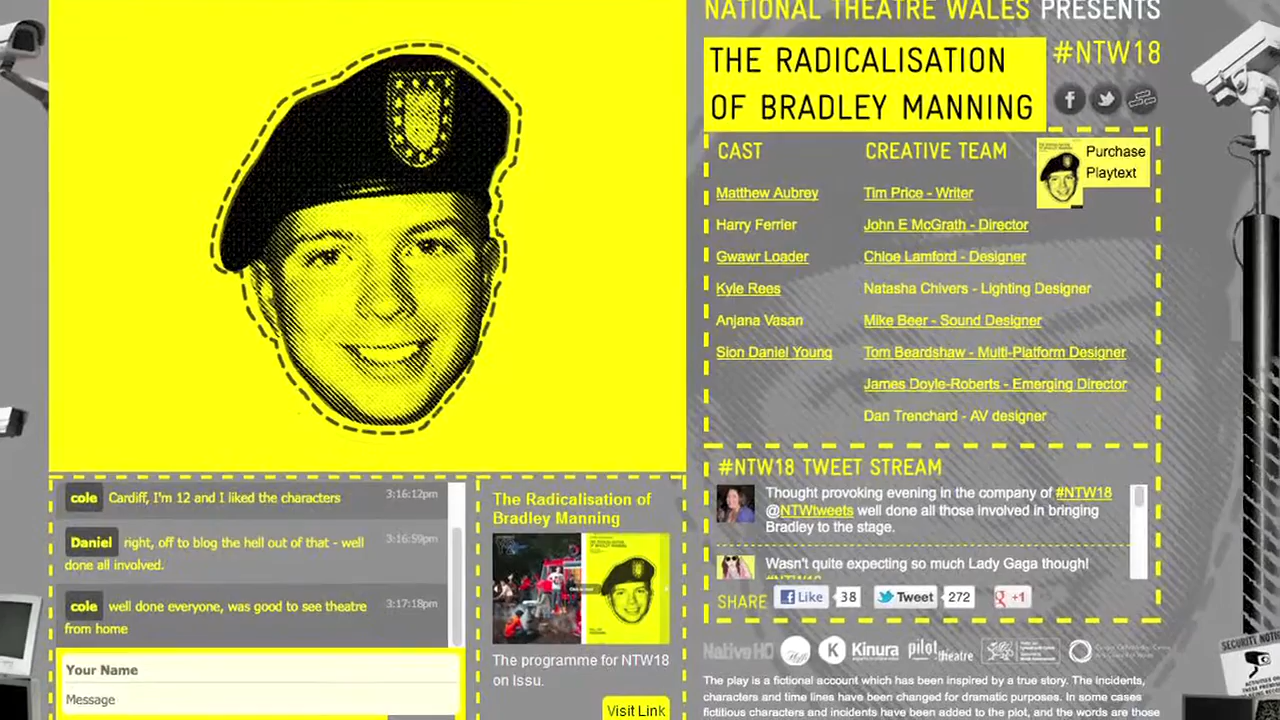 NATIONAL THEATRE WALES PRESENTS
THE RADICALISATION
OF BRADLEY MANNING
#NTW18
CAST
Matthew Aubrey
Harry Ferrier
Gwawr Loader
Kyle Rees
Anjana Vasan
Sion Daniel Young
CREATIVE TEAM
Tim Price - Writer
John E McGrath - Director
Chloe Lamford - Designer
Natasha Chivers - Lighting Designer
Mike Beer - Sound Designer
Tom Beardshaw - Multi-Platform Designer
James Doyle-Roberts - Emerging Director
Dan Trenchard - AV designer
Purchase
Playtext
#NTW18 TWEET STREAM
Thought provoking evening in the company of #NTW18
@NTWtweets well done all those involved in bringing
Bradley to the stage.
Wasn't quite expecting so much Lady Gaga though!
#NTW18
SHARE Like 38 Tweet 272 +1
cole Cardiff, I'm 12 and I liked the characters 3:16:12pm
Daniel right, off to blog the hell out of that - well 3:16:59pm
done all involved.
cole well done everyone, was good to see theatre 3:17:18pm
from home
Your Name
Message
The Radicalisation of
Bradley Manning
The programme for NTW18
on Issu.
Visit Link
K Kinura pilot-theatre
The play is a fictional account which has been inspired by a true story. The incidents,
characters and time lines have been changed for dramatic purposes. In some cases
fictitious characters and incidents have been added to the plot, and the words are those
SECURITY NOTICE